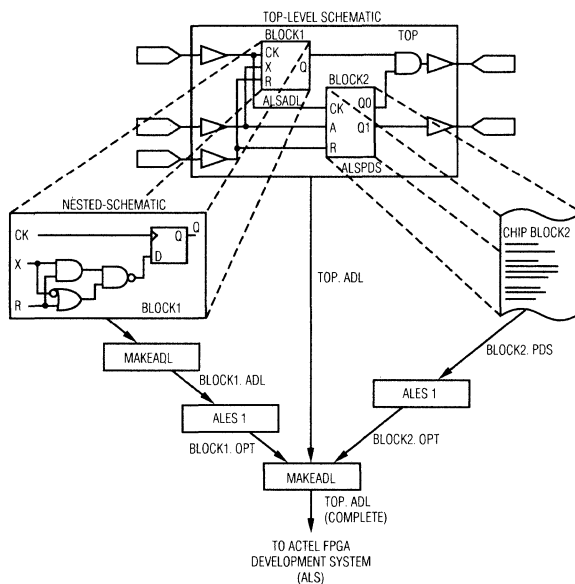 TOP-LEVEL SCHEMATIC
BLOCK1
TOP
CK
X
R
Q
ALSADL
BLOCK2
CK
A
R
Q0
Q1
ALSPDS
NESTED-SCHEMATIC
CK
X
R
D
Q
Q
BLOCK1
CHIP BLOCK2
TOP. ADL
MAKEADL
BLOCK1. ADL
ALES 1
BLOCK1. OPT
BLOCK2. PDS
ALES 1
BLOCK2. OPT
MAKEADL
TOP. ADL
(COMPLETE)
TO ACTEL FPGA
DEVELOPMENT SYSTEM
(ALS)